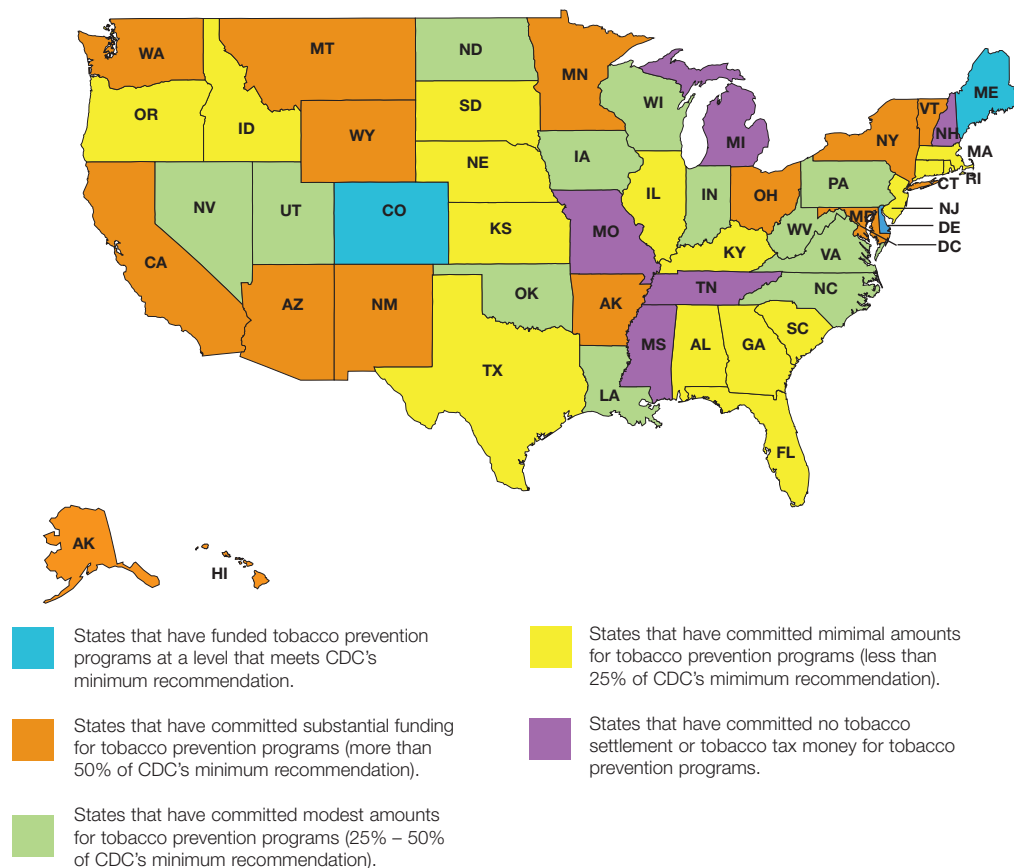 WA
MT
ND
MN
ME
OR
ID
SD
WI
VT
NH
WY
MI
NY
MA
NE
IA
RI
CT
PA
NV
UT
CO
IL
IN
OH
NJ
MD
DE
KS
MO
WV
DC
CA
KY
VA
OK
TN
NC
AZ
NM
AK
SC
MS
AL
GA
TX
LA
FL
AK
HI
States that have funded tobacco prevention
programs at a level that meets CDC's
minimum recommendation.
States that have committed substantial funding
for tobacco prevention programs (more than
50% of CDC's minimum recommendation).
States that have committed modest amounts
for tobacco prevention programs (25% – 50%
of CDC's minimum recommendation).
States that have committed mimimal amounts
for tobacco prevention programs (less than
25% of CDC's mimimum recommendation).
States that have committed no tobacco
settlement or tobacco tax money for tobacco
prevention programs.